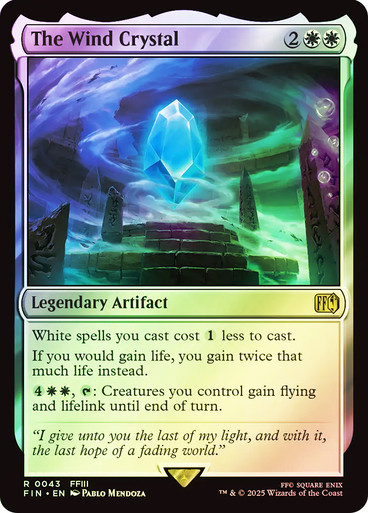 The Wind Crystal 2
Legendary Artifact FFC
White spells you cast cost 1 less to cast.
If you would gain life, you gain twice that
much life instead.
4, : Creatures you control gain flying
and lifelink until end of turn.
“I give unto you the last of my light, and with it,
the last hope of a fading world.”
R 0043 FFIII FF© SQUARE ENIX
FIN • EN Pablo Mendoza ™ & © 2025 Wizards of the Coast